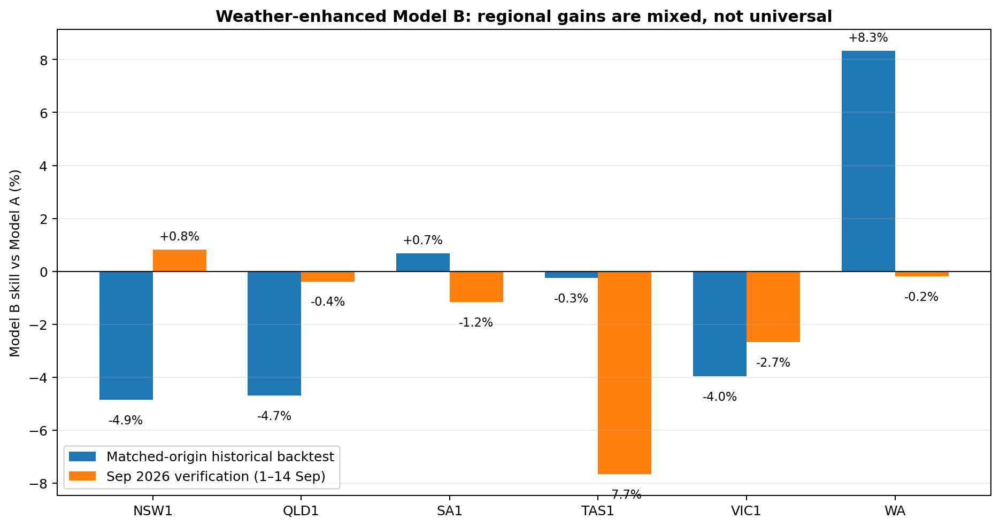 Weather-enhanced Model B: regional gains are mixed, not universal
Model B skill vs Model A (%)
8
6
4
2
0
−2
−4
−6
−8
-4.9%
+0.8%
-4.7%
-0.4%
+0.7%
-1.2%
-0.3%
-7.7%
-4.0%
-2.7%
+8.3%
-0.2%
Matched-origin historical backtest
Sep 2026 verification (1–14 Sep)
NSW1
QLD1
SA1
TAS1
VIC1
WA